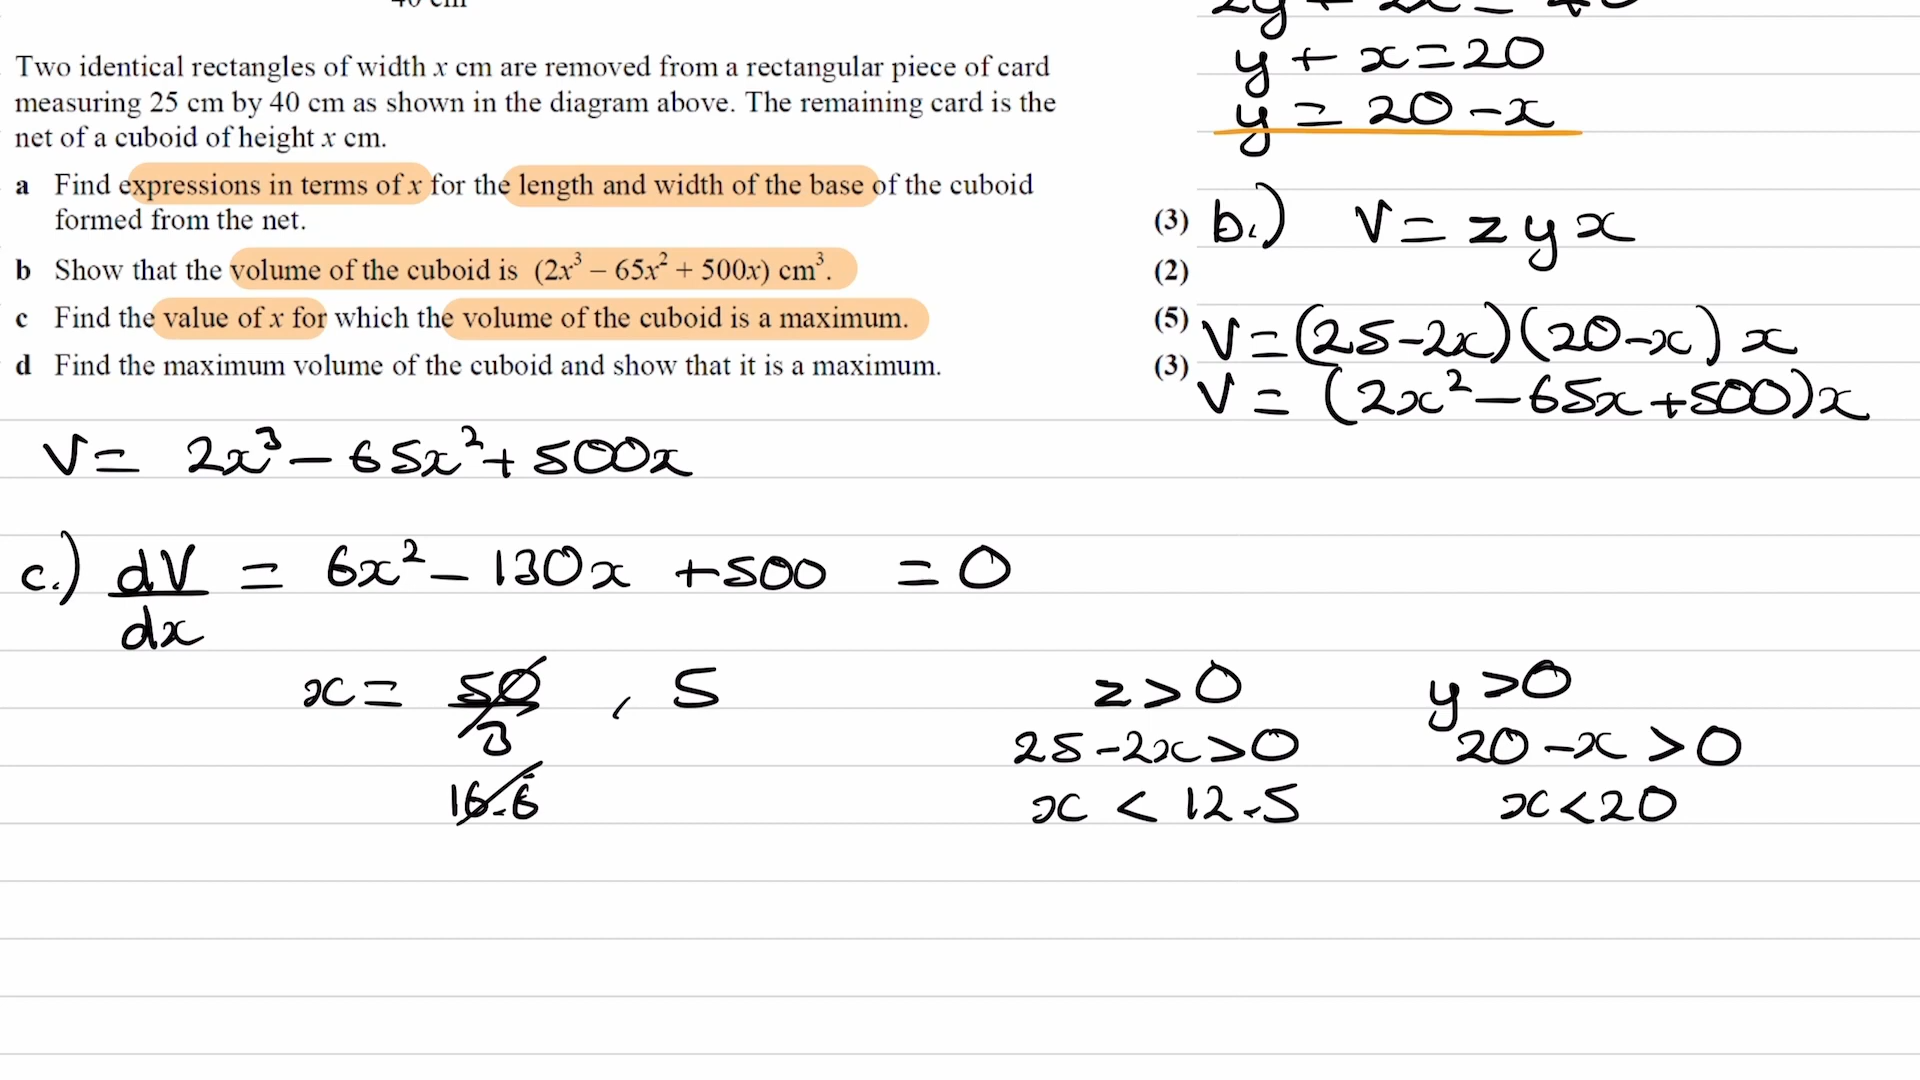 40 cm
Two identical rectangles of width x cm are removed from a rectangular piece of card
measuring 25 cm by 40 cm as shown in the diagram above. The remaining card is the
net of a cuboid of height x cm.
a Find expressions in terms of x for the length and width of the base of the cuboid
formed from the net. (3)
b Show that the volume of the cuboid is (2x³ – 65x² + 500x) cm³. (2)
c Find the value of x for which the volume of the cuboid is a maximum. (5)
d Find the maximum volume of the cuboid and show that it is a maximum. (3)
2y + 2x = 40
y + x = 20
y = 20 - x
b.) V = z y x
V = (25-2x)(20-x) x
V = (2x² - 65x + 500)x
V = 2x³ - 65x² + 500x
c.) dV/dx = 6x² - 130x + 500 = 0
x = 50/3 , 5
16.6
z > 0
25 - 2x > 0
x < 12.5
y > 0
20 - x > 0
x < 20